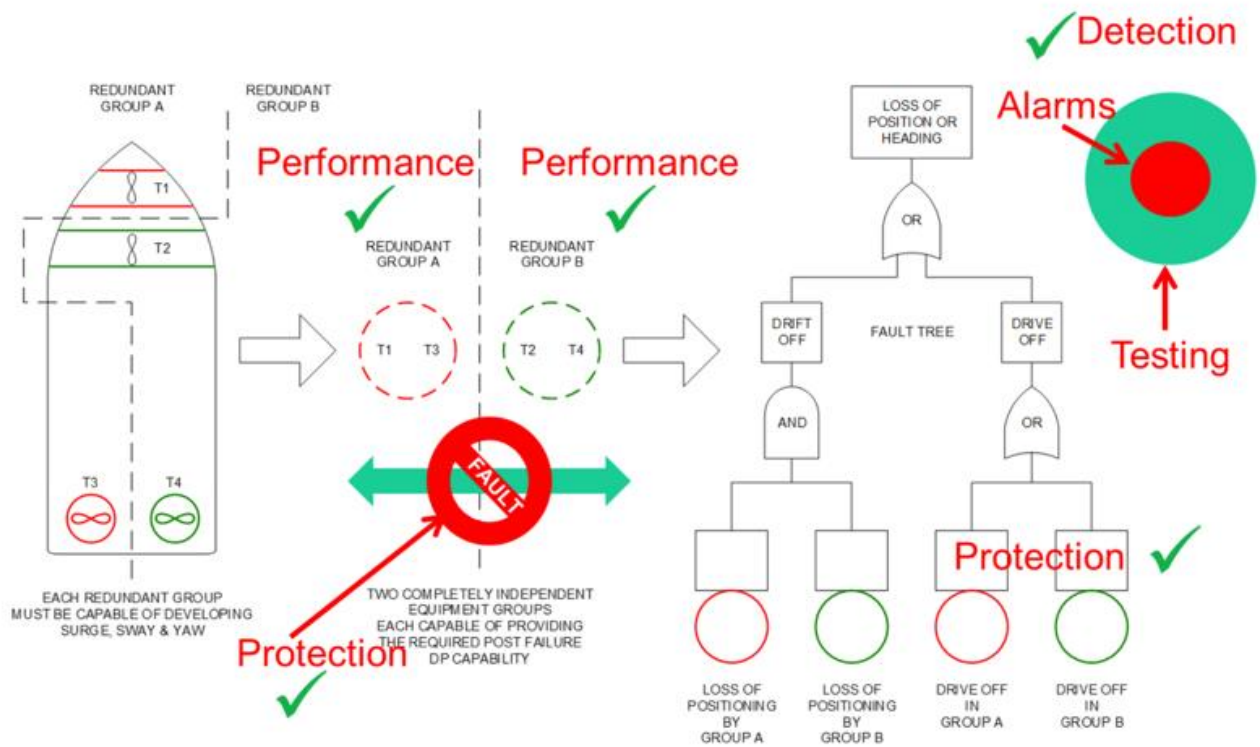 REDUNDANT
GROUP A
REDUNDANT
GROUP B
T1
T2
T3
T4
EACH REDUNDANT GROUP
MUST BE CAPABLE OF DEVELOPING
SURGE, SWAY & YAW
Performance
Performance
REDUNDANT
GROUP A
REDUNDANT
GROUP B
T1 T3
T2 T4
FAULT
TWO COMPLETELY INDEPENDENT
EQUIPMENT GROUPS
EACH CAPABLE OF PROVIDING
THE REQUIRED POST FAILURE
DP CAPABILITY
Protection
LOSS OF
POSITION OR
HEADING
OR
DRIFT
OFF
FAULT TREE
DRIVE
OFF
AND
OR
Protection
LOSS OF
POSITIONING
BY
GROUP A
LOSS OF
POSITIONING
BY
GROUP B
DRIVE OFF
IN
GROUP A
DRIVE OFF
IN
GROUP B
Detection
Alarms
Testing